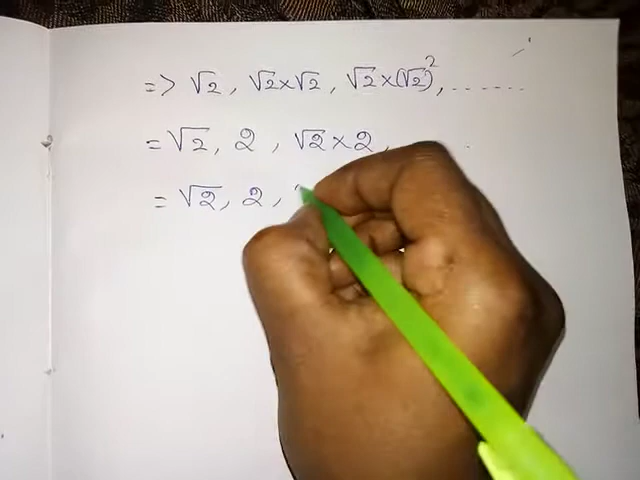 => √2, √2×√2, √2×(√2)², ......
= √2, 2, √2×2,
= √2, 2,